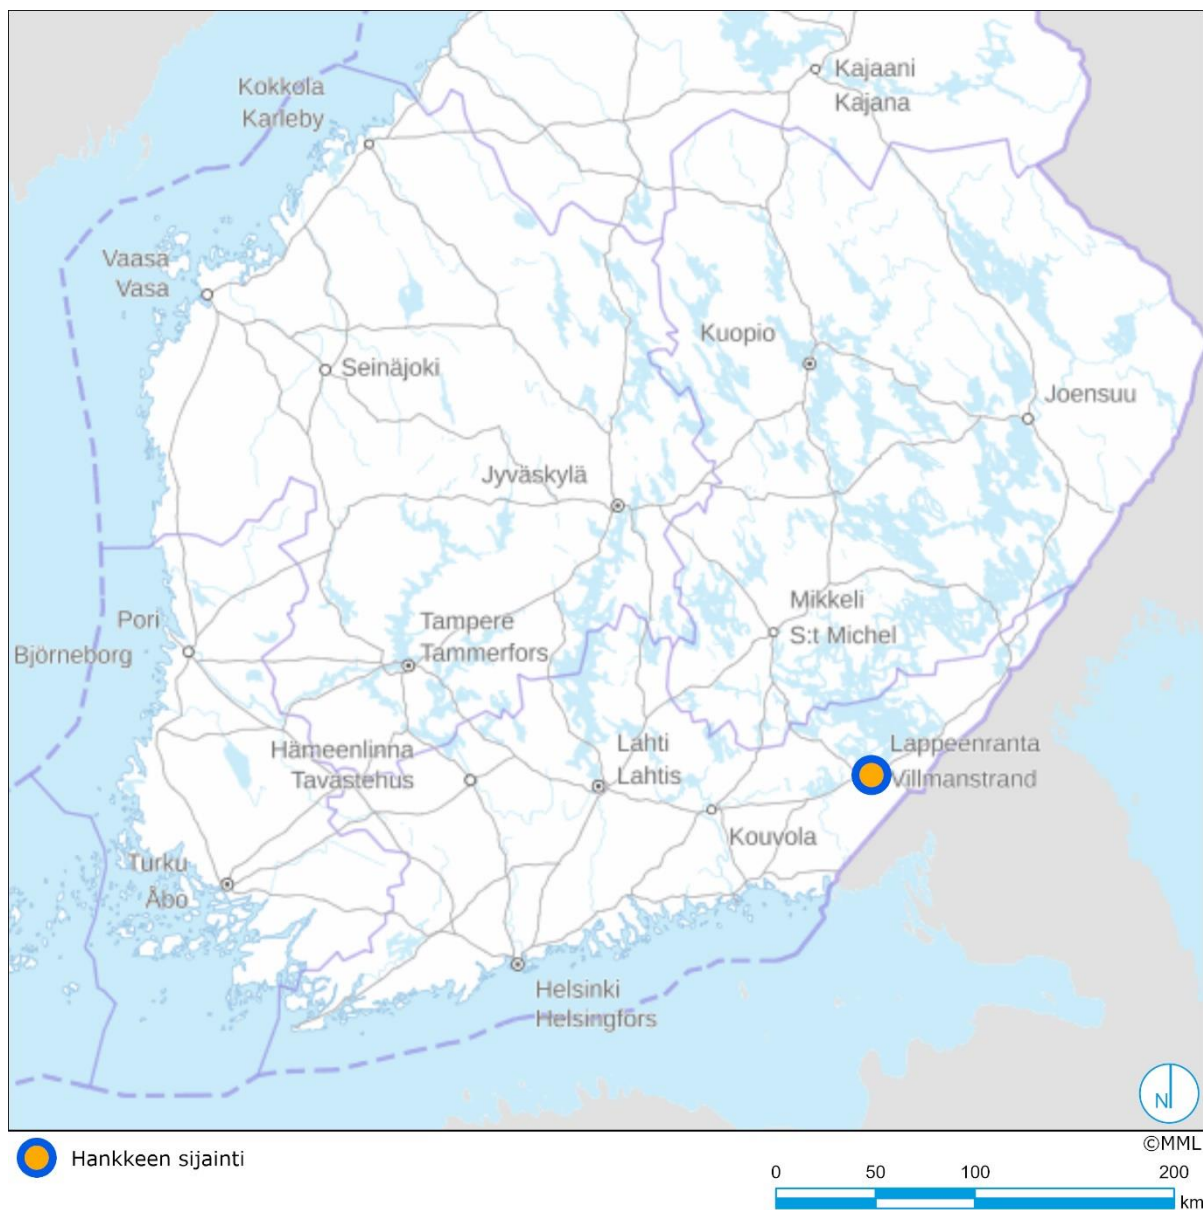 Kajaani
Kajana
Kokkola
Karleby
Vaasa
Vasa
Kuopio
Seinäjoki
Joensuu
Jyväskylä
Mikkeli
S:t Michel
Pori
Björneborg
Tampere
Tammerfors
Lahti
Lahtis
Lappeenranta
Villmanstrand
Hämeenlinna
Tavastehus
Kouvola
Turku
Åbo
Helsinki
Helsingfors
N
©MML
Hankkeen sijainti
0 50 100 200
km